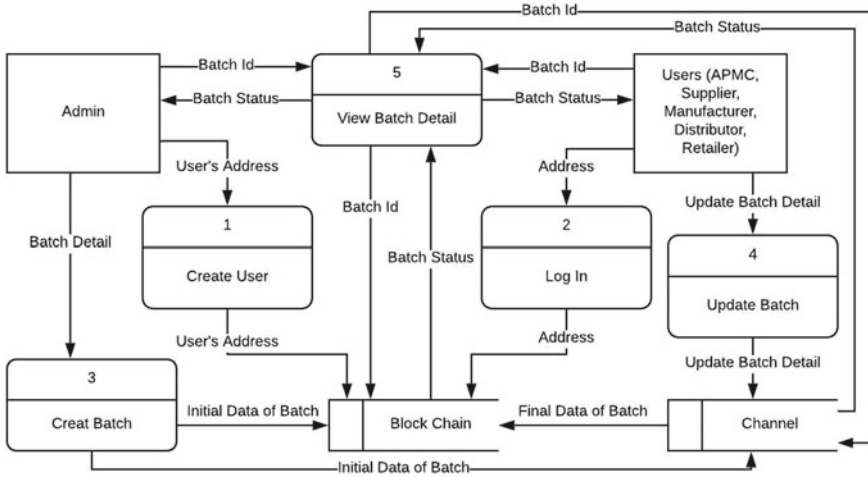 Batch Id
Batch Status
Batch Id
5
Batch Id
Users (APMC,
Supplier,
Manufacturer,
Distributor,
Retailer)
Admin
Batch Status
View Batch Detail
Batch Status
User's Address
Address
Update Batch Detail
Batch Id
1
2
Batch Detail
Batch Status
4
Create User
Log In
Update Batch
User's Address
Address
Update Batch Detail
3
Initial Data of Batch
Block Chain
Final Data of Batch
Channel
Creat Batch
Initial Data of Batch